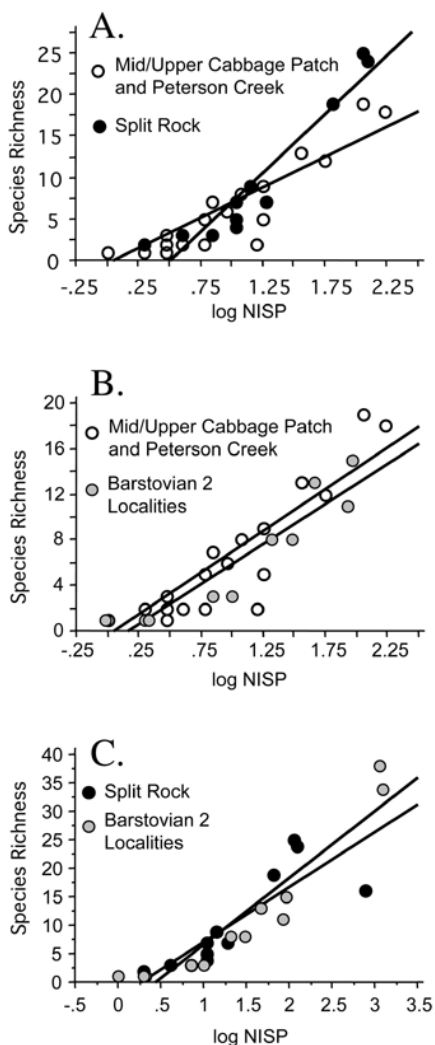 A.
Mid/Upper Cabbage Patch
and Peterson Creek
Split Rock
Species Richness
25
20
15
10
5
0
-.25 .25 .75 1.25 1.75 2.25
log NISP
B.
Mid/Upper Cabbage Patch
and Peterson Creek
Barstovian 2
Localities
Species Richness
20
16
12
8
4
0
-.25 .25 .75 1.25 1.75 2.25
log NISP
C.
Split Rock
Barstovian 2
Localities
Species Richness
40
35
30
25
20
15
10
5
0
-.5 0 .5 1 1.5 2 2.5 3 3.5
log NISP